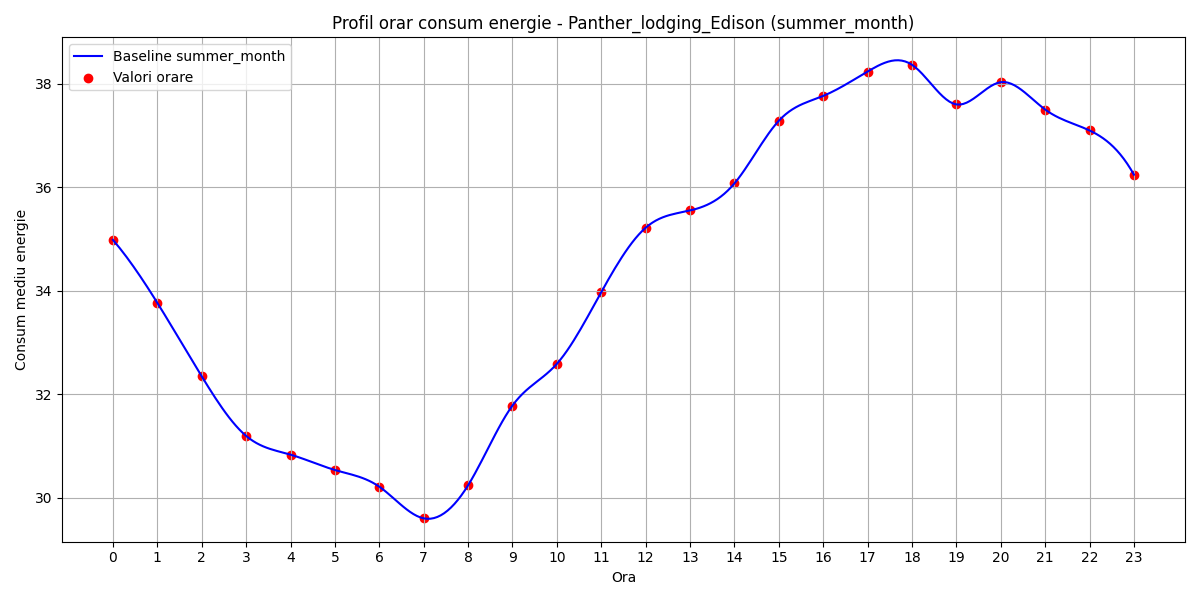 Profil orar consum energie - Panther_lodging_Edison (summer_month)
Baseline summer_month
Valori orare
Consum mediu energie
38
36
34
32
30
0 1 2 3 4 5 6 7 8 9 10 11 12 13 14 15 16 17 18 19 20 21 22 23
Ora